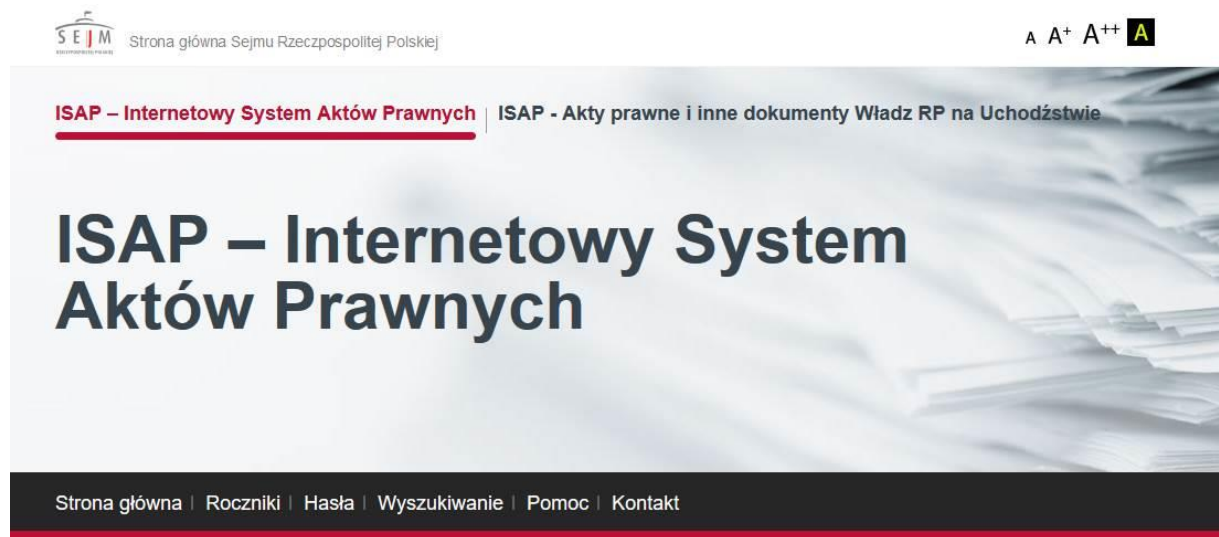 SEJM
Strona główna Sejmu Rzeczpospolitej Polskiej
A A+ A++ A
ISAP – Internetowy System Aktów Prawnych | ISAP - Akty prawne i inne dokumenty Władz RP na Uchodźstwie
ISAP – Internetowy System
Aktów Prawnych
Strona główna | Roczniki | Hasła | Wyszukiwanie | Pomoc | Kontakt